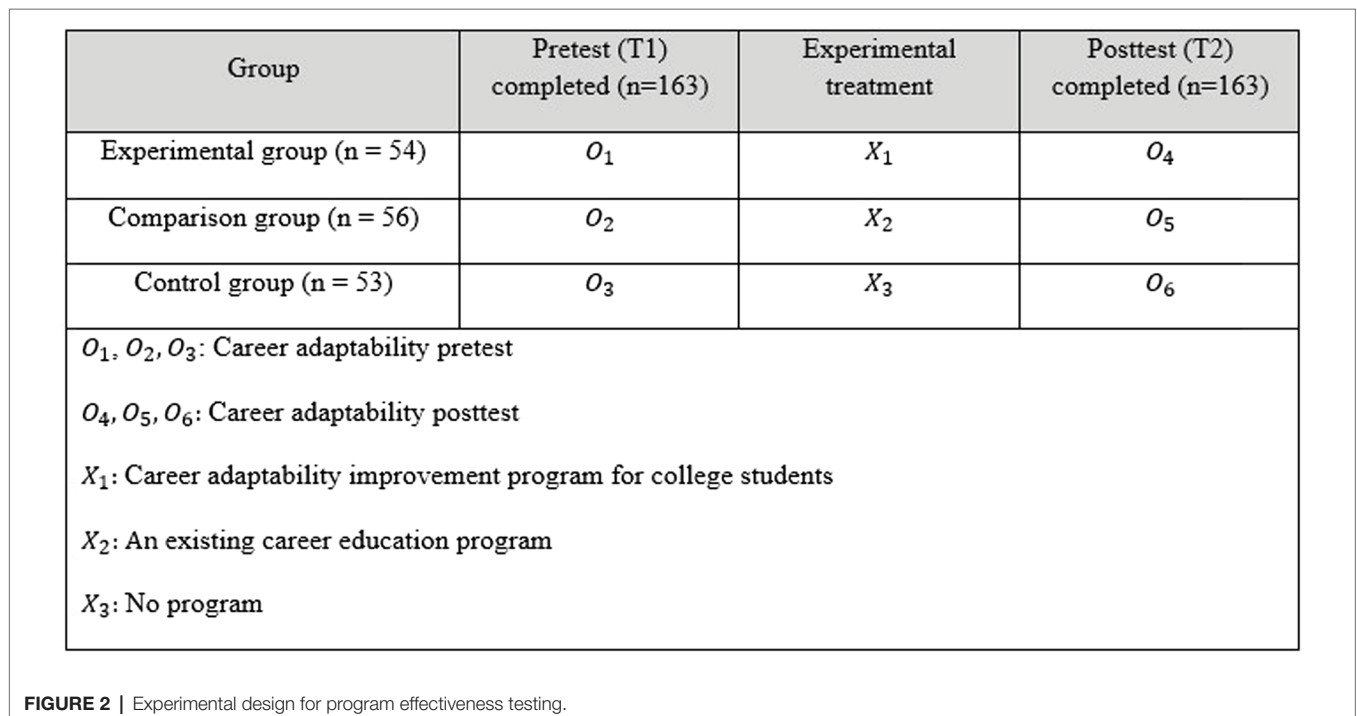 Group
Pretest (T1)
completed (n=163)
Experimental
treatment
Posttest (T2)
completed (n=163)
Experimental group (n = 54)
O₁
X₁
O₄
Comparison group (n = 56)
O₂
X₂
O₅
Control group (n = 53)
O₃
X₃
O₆
O₁, O₂, O₃: Career adaptability pretest
O₄, O₅, O₆: Career adaptability posttest
X₁: Career adaptability improvement program for college students
X₂: An existing career education program
X₃: No program
FIGURE 2 | Experimental design for program effectiveness testing.